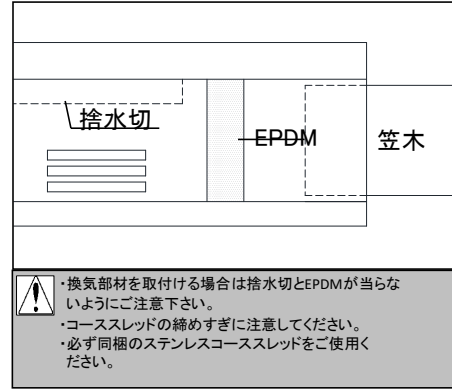 捨水切
EPDM
笠木
・換気部材を取付ける場合は捨水切とEPDMが当らな
いようにご注意下さい。
・コーススレッドの締めすぎに注意してください。
・必ず同梱のステンレスコーススレッドをご使用く
ださい。